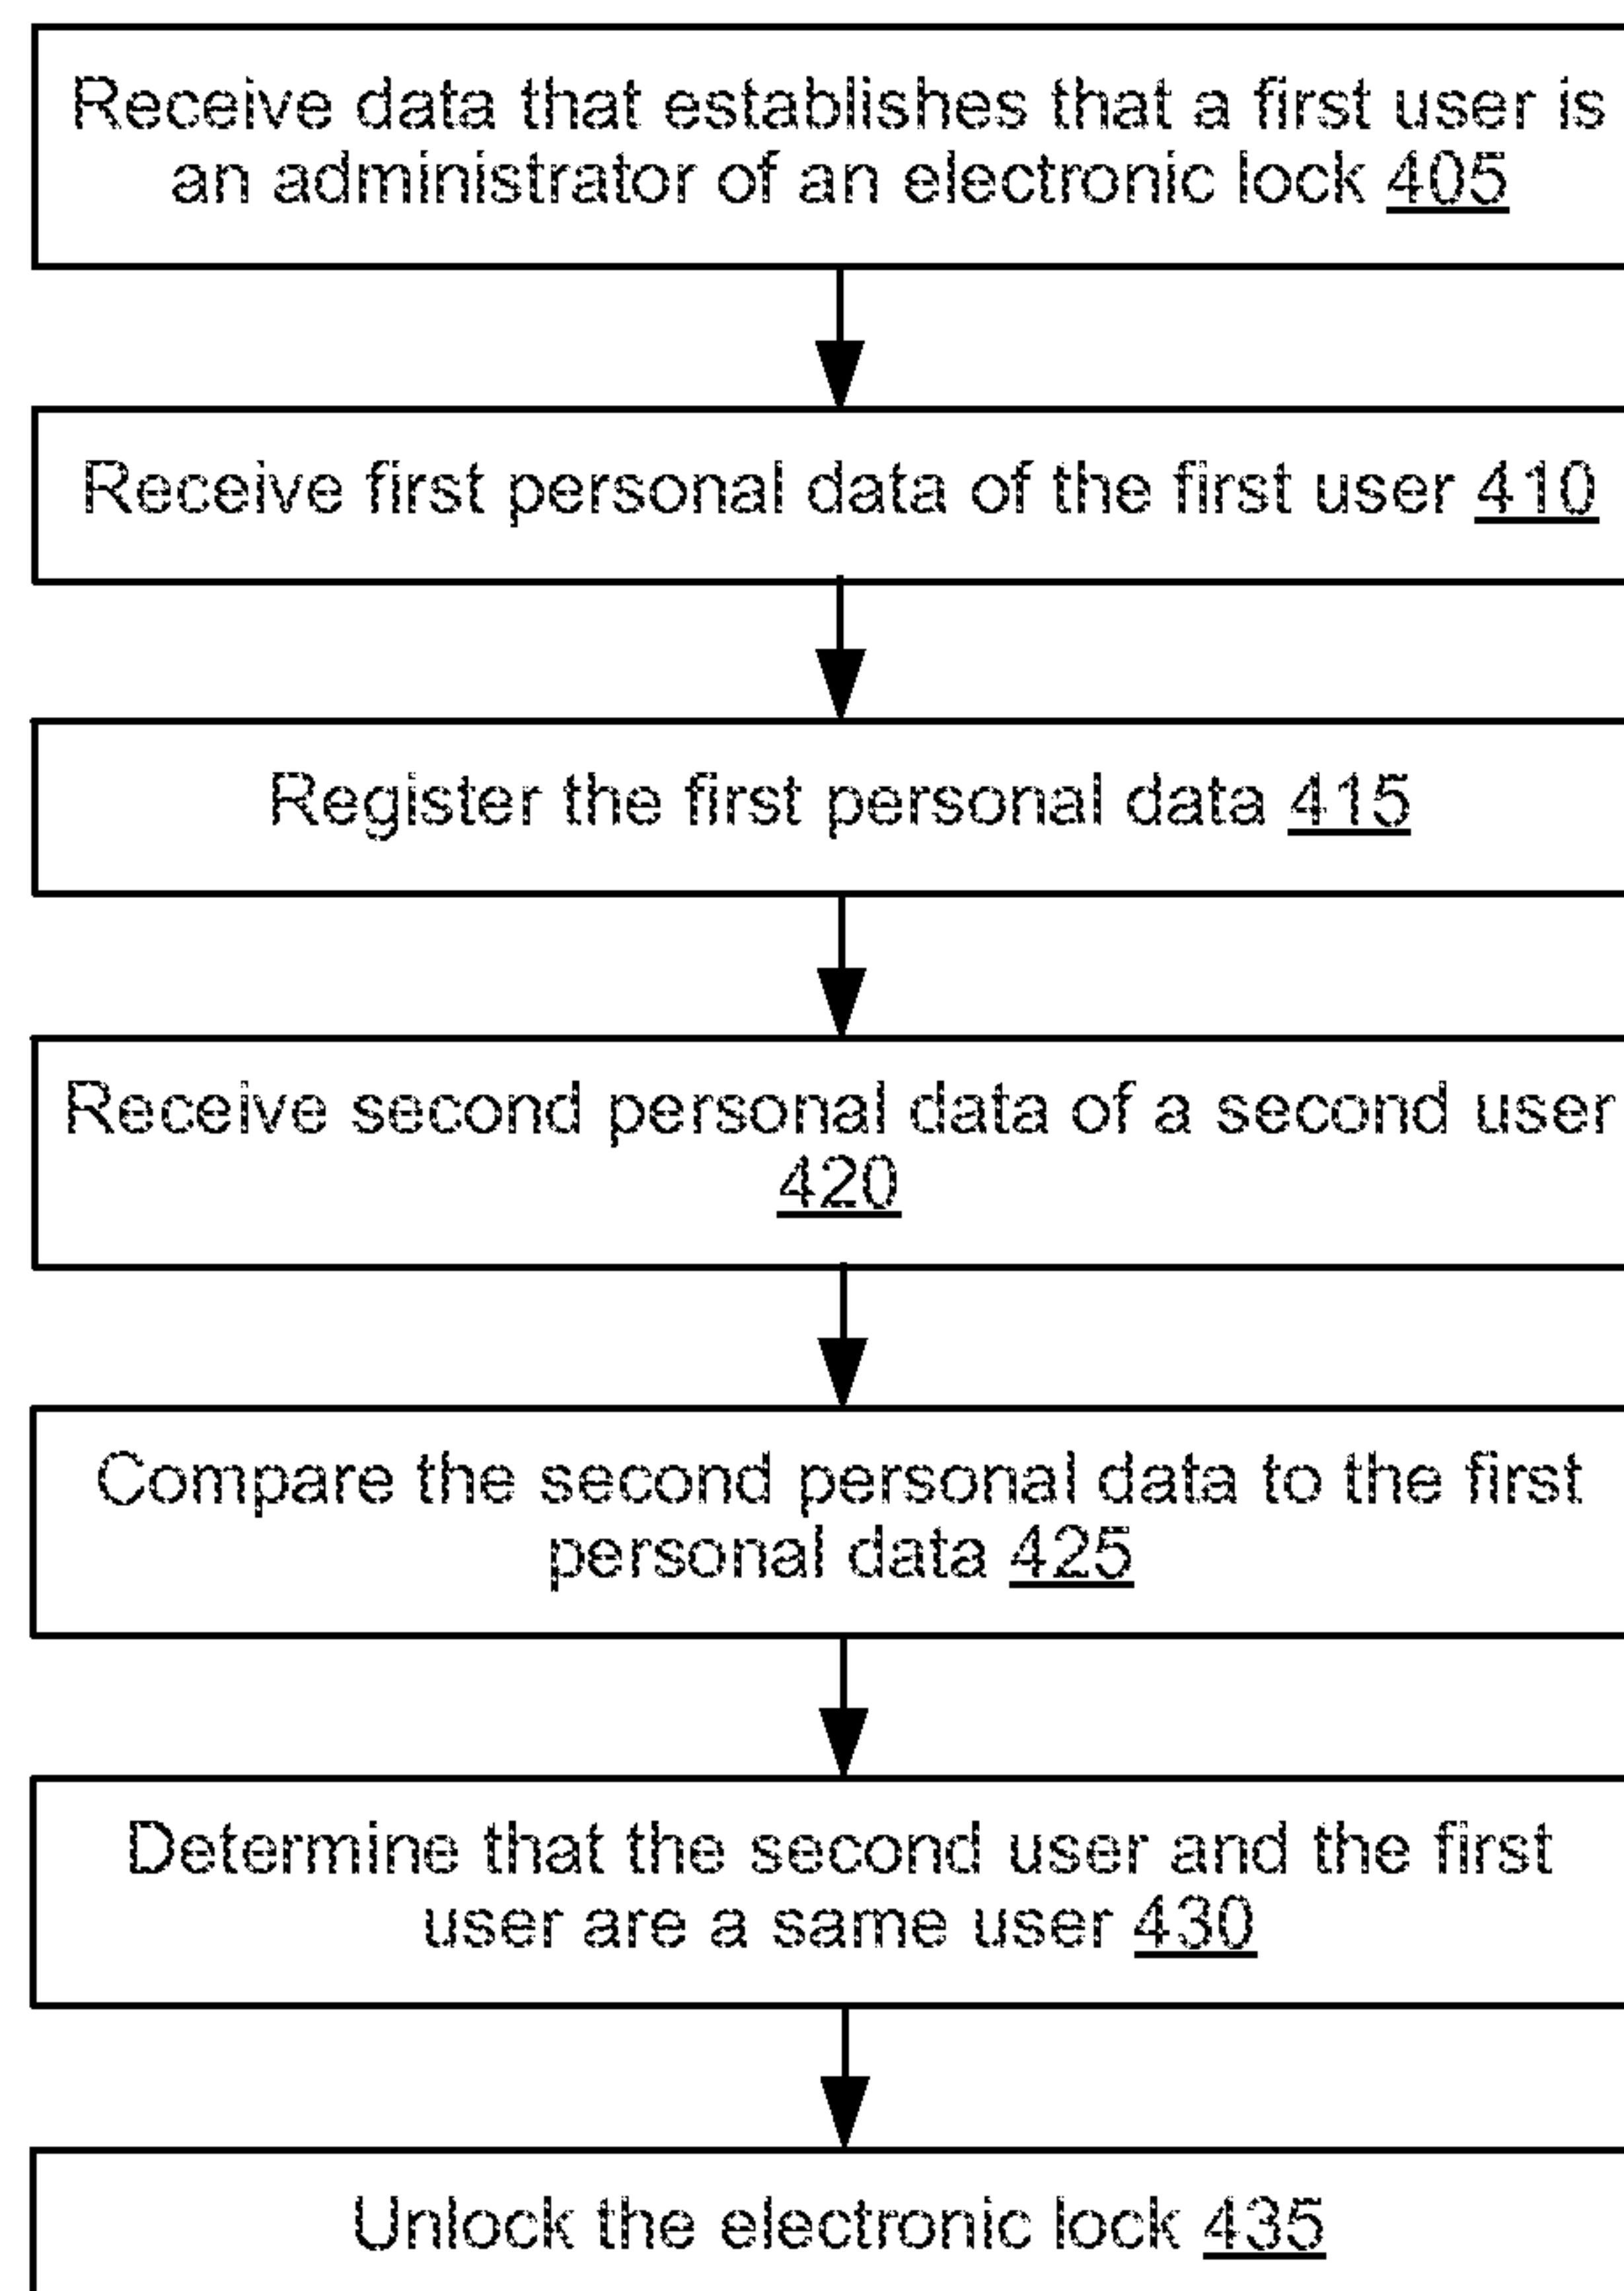 Receive data that establishes that a first user is
an administrator of an electronic lock 405
Receive first personal data of the first user 410
Register the first personal data 415
Receive second personal data of a second user
420
Compare the second personal data to the first
personal data 425
Determine that the second user and the first
user are a same user 430
Unlock the electronic lock 435